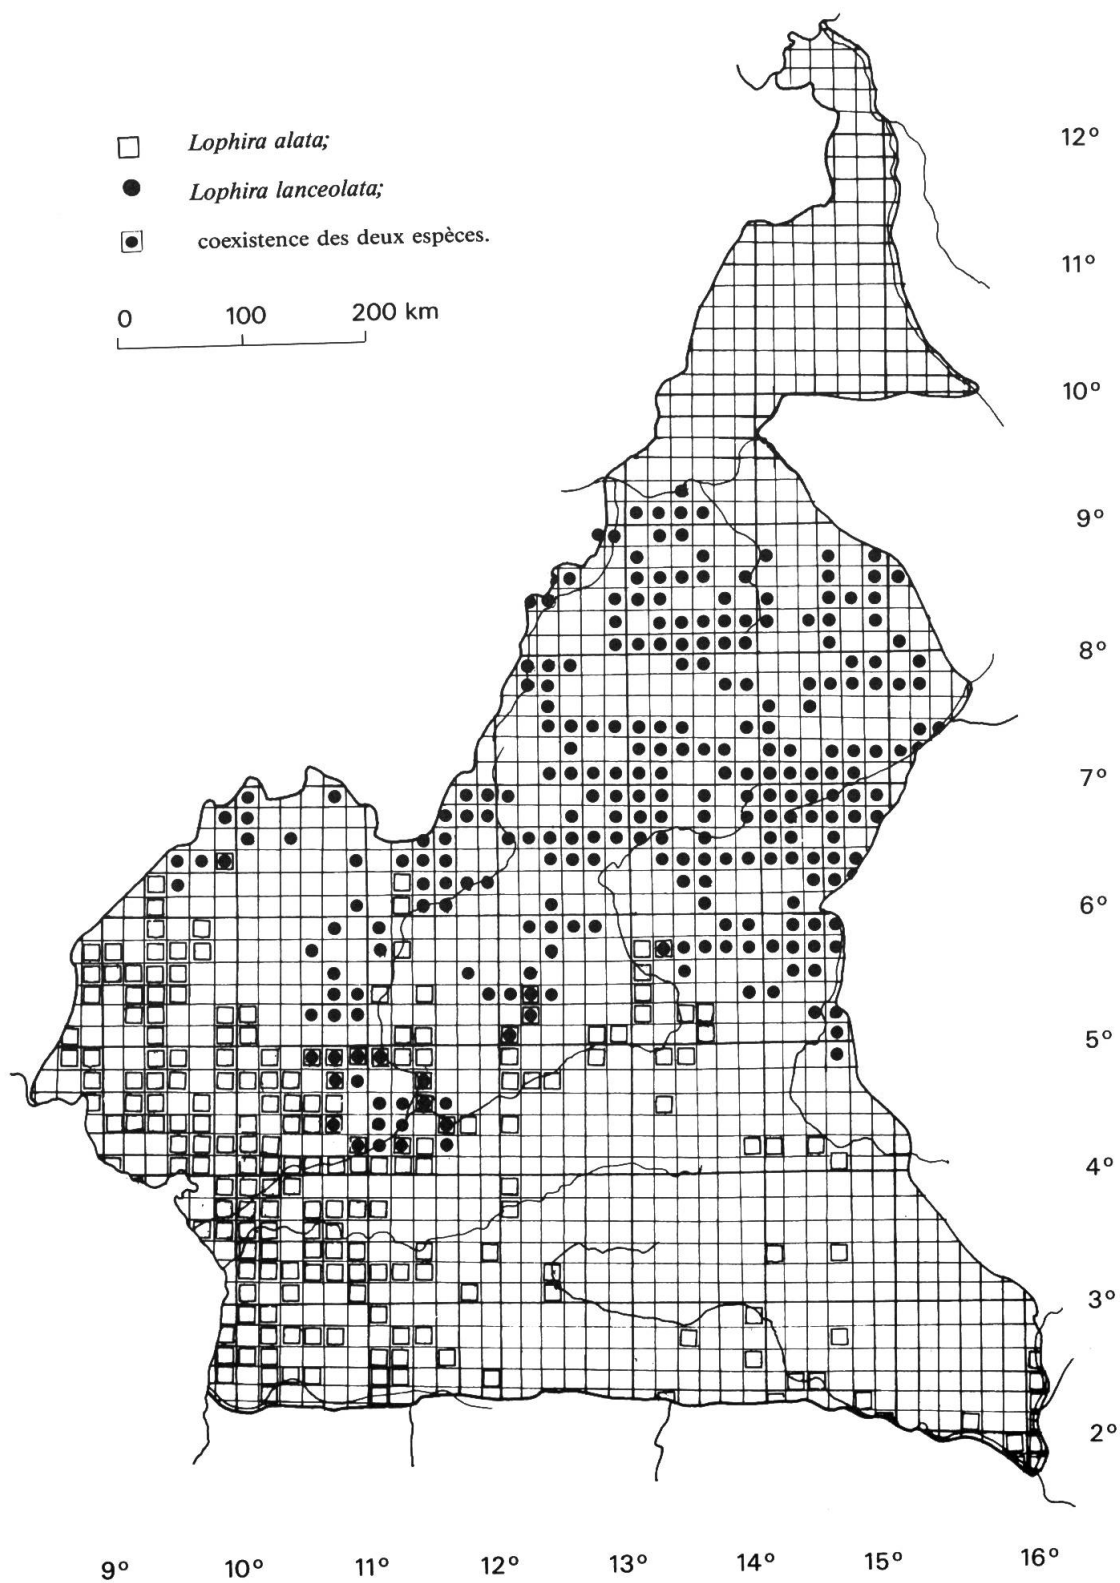 Lophira alata;
Lophira lanceolata;
coexistence des deux espèces.
0 100 200 km
12°
11°
10°
9°
8°
7°
6°
5°
4°
3°
2°
9° 10° 11° 12° 13° 14° 15° 16°